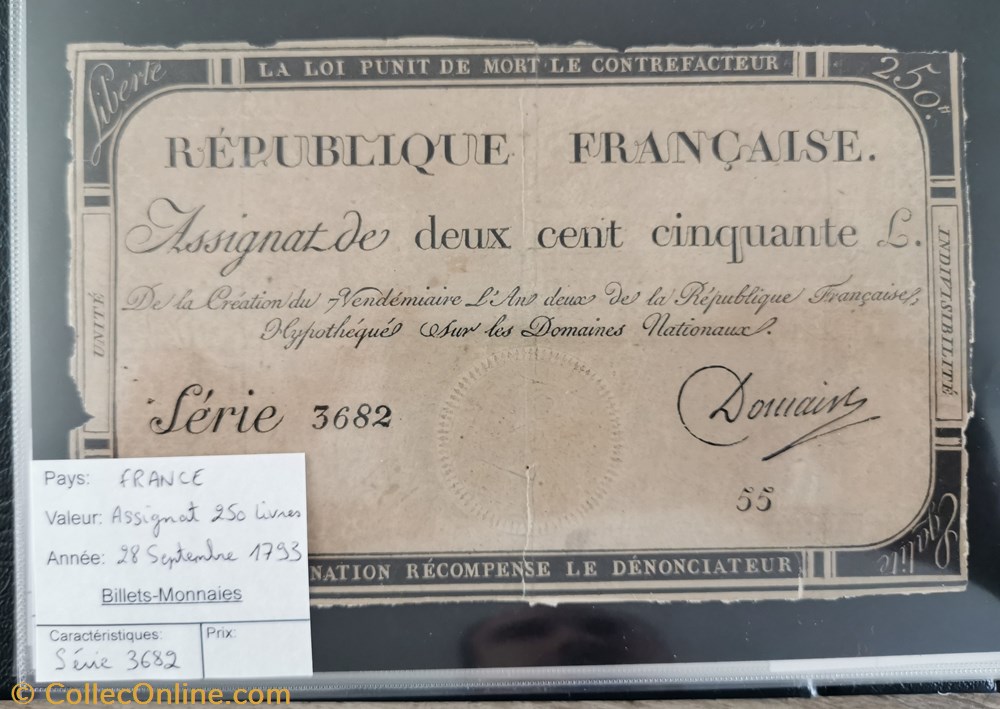 Liberté
LA LOI PUNIT DE MORT LE CONTREFACTEUR
250.tt
RÉPUBLIQUE FRANÇAISE.
Assignat de deux cent cinquante L.
De la Création du 7 Vendémiaire L'An deux de la République Française,
Hypothéqué sur les Domaines Nationaux.
UNITÉ
INDIVISIBILITÉ
Série 3682
Domain
55
NATION RÉCOMPENSE LE DÉNONCIATEUR
Egalité
Pays: FRANCE
Valeur: Assignat 250 livres
Année: 28 Septembre 1793
Billets-Monnaies
Caractéristiques: Prix:
Série 3682
© CollecOnline.com